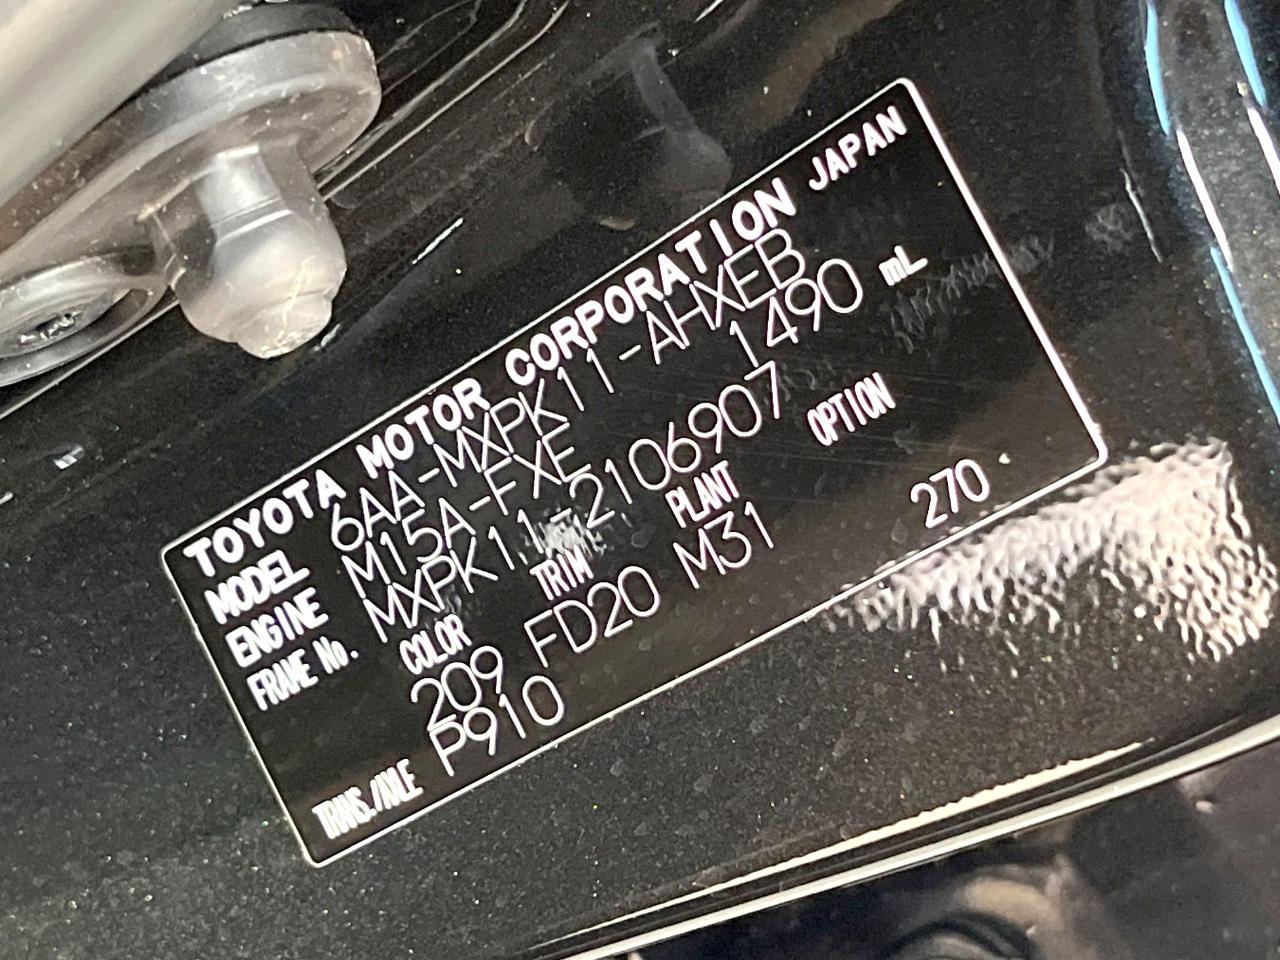 TOYOTA MOTOR CORPORATION JAPAN
MODEL 6AA-MXPK11-AHXEB
ENGINE M15A-FXE 1490 mL
FRAME No. MXPK11-2106907
COLOR TRIM PLANT OPTION
209 FD20 M31 270
TRANS./AXLE P910